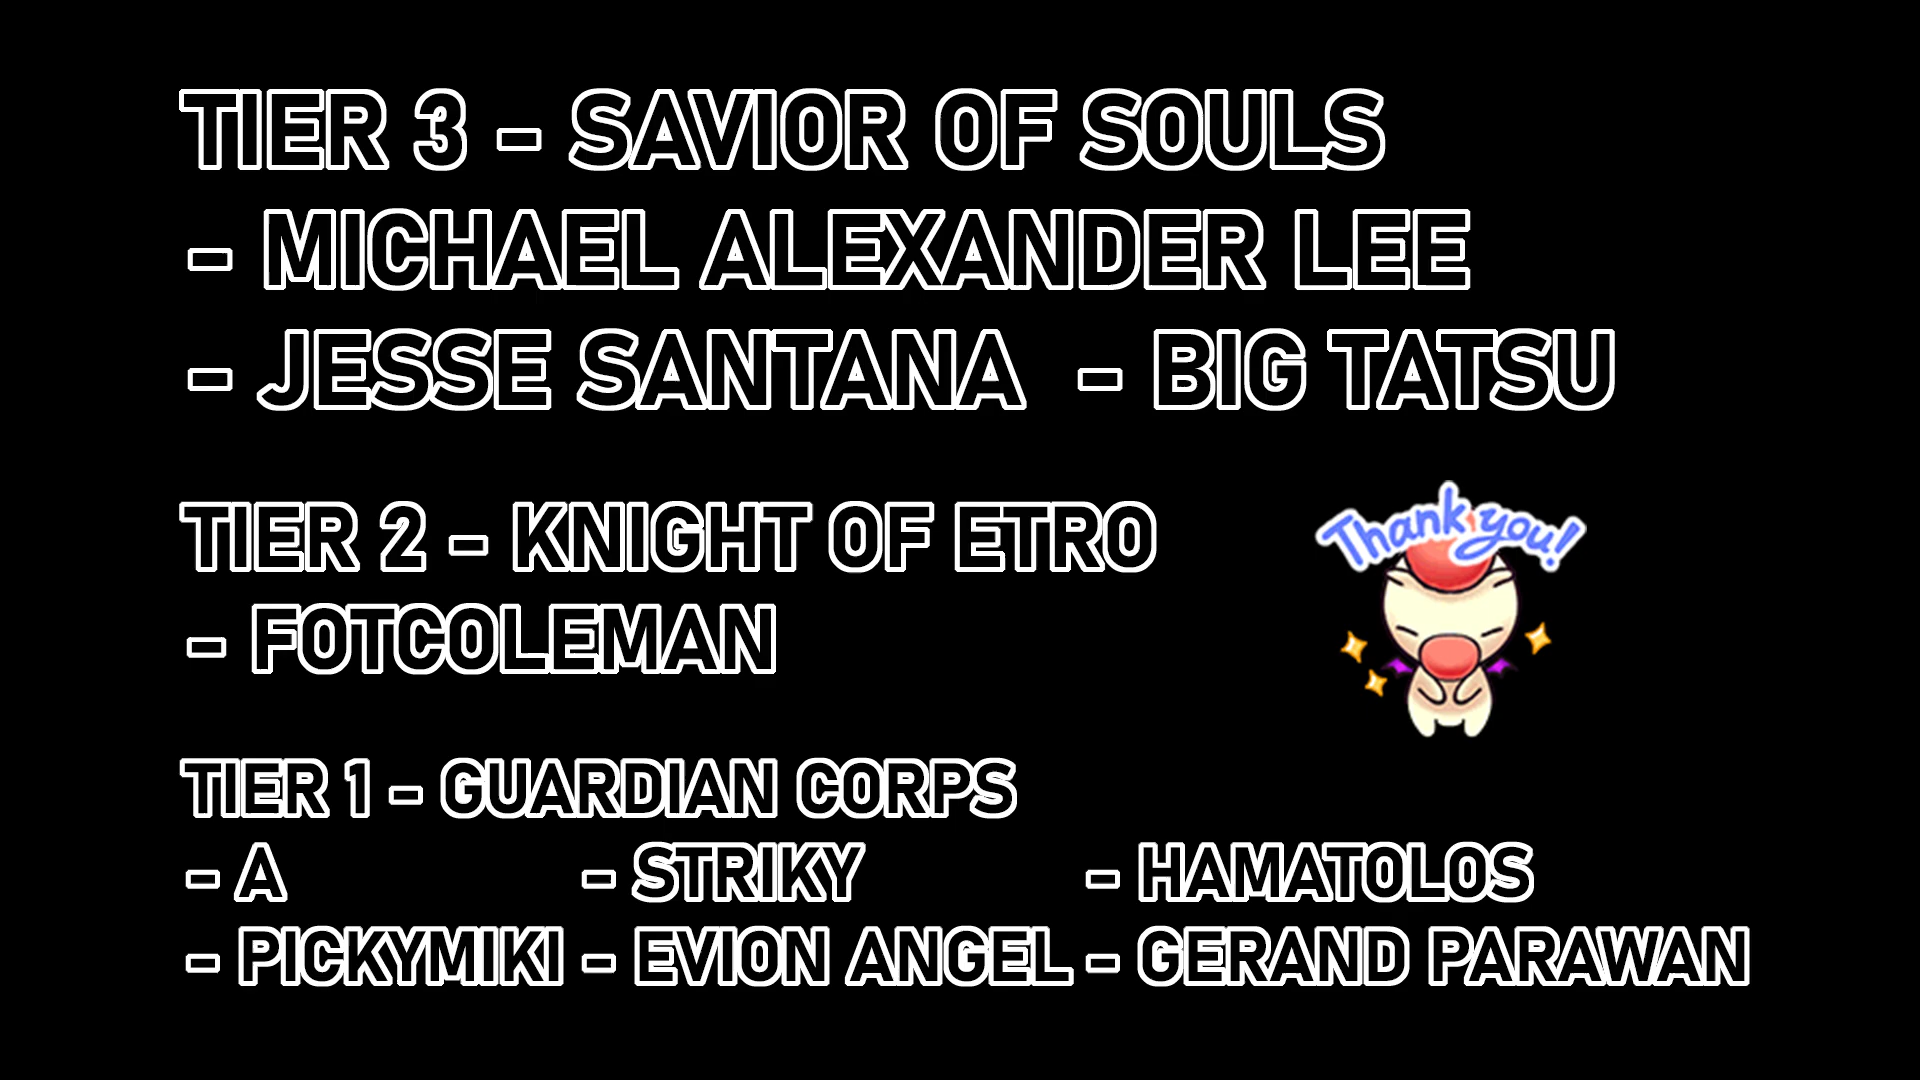 TIER 3 - SAVIOR OF SOULS
- MICHAEL ALEXANDER LEE
- JESSE SANTANA - BIG TATSU
TIER 2 - KNIGHT OF ETRO
- FOTCOLEMAN
Thank you!
TIER 1 - GUARDIAN CORPS
- A - STRIKY - HAMATOLOS
- PICKYMIKI - EVION ANGEL - GERAND PARAWAN